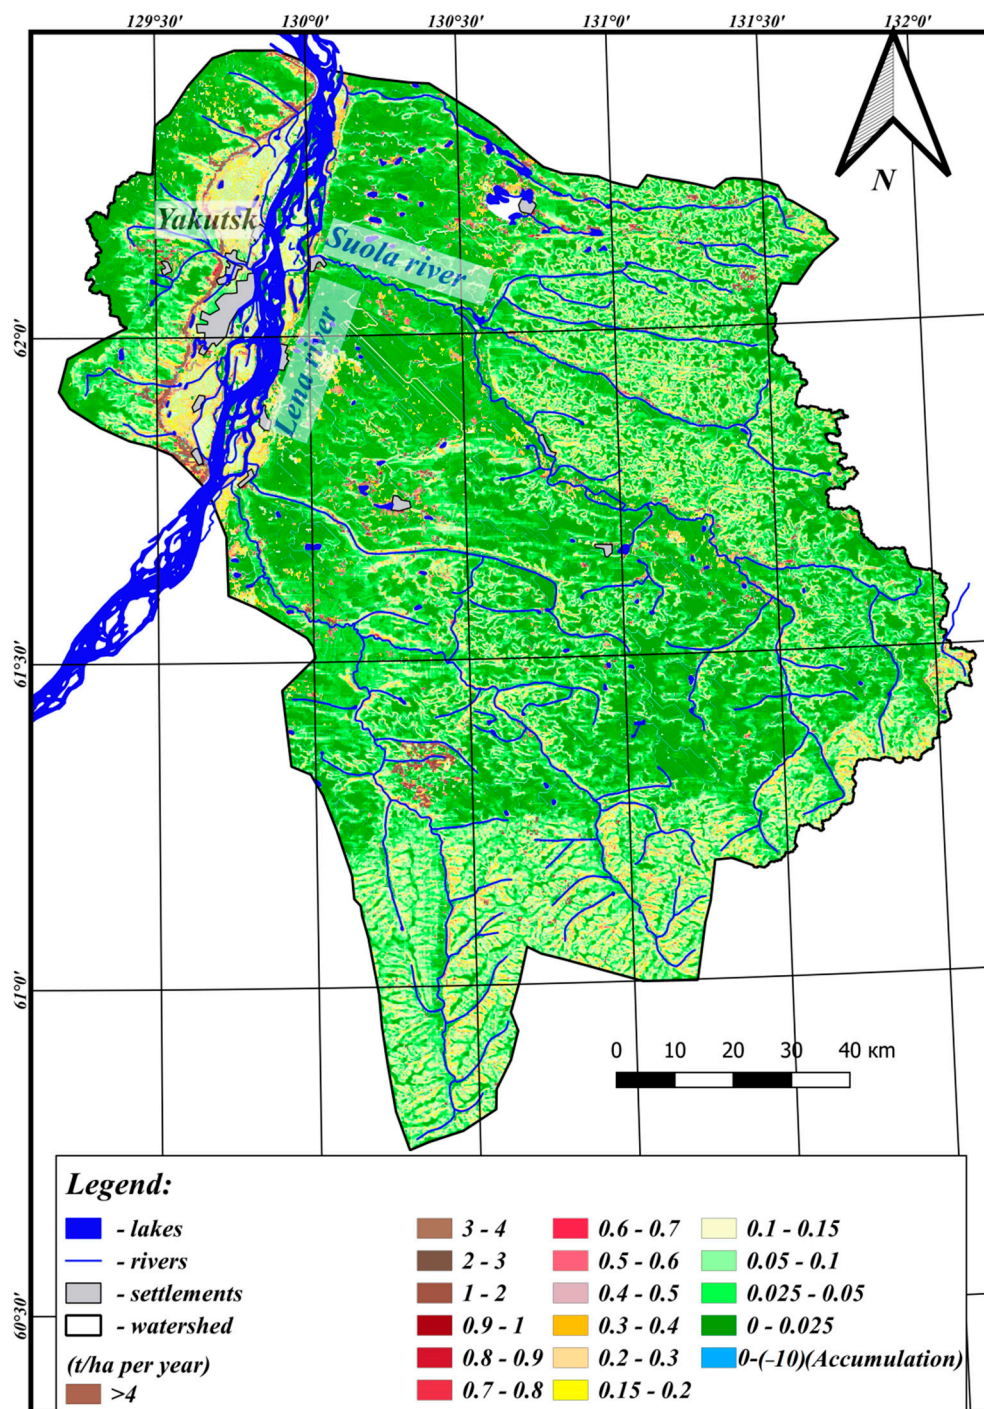 129°30' 130°0' 130°30' 131°0' 131°30' 132°0'
N
Yakutsk
Suola river
Lena river
62°0'
61°30'
61°0'
60°30'
0 10 20 30 40 км
Legend:
- lakes
- rivers
- settlements
- watershed
(t/ha per year)
>4
3 - 4
2 - 3
1 - 2
0.9 - 1
0.8 - 0.9
0.7 - 0.8
0.6 - 0.7
0.5 - 0.6
0.4 - 0.5
0.3 - 0.4
0.2 - 0.3
0.15 - 0.2
0.1 - 0.15
0.05 - 0.1
0.025 - 0.05
0 - 0.025
0-(–10)(Accumulation)